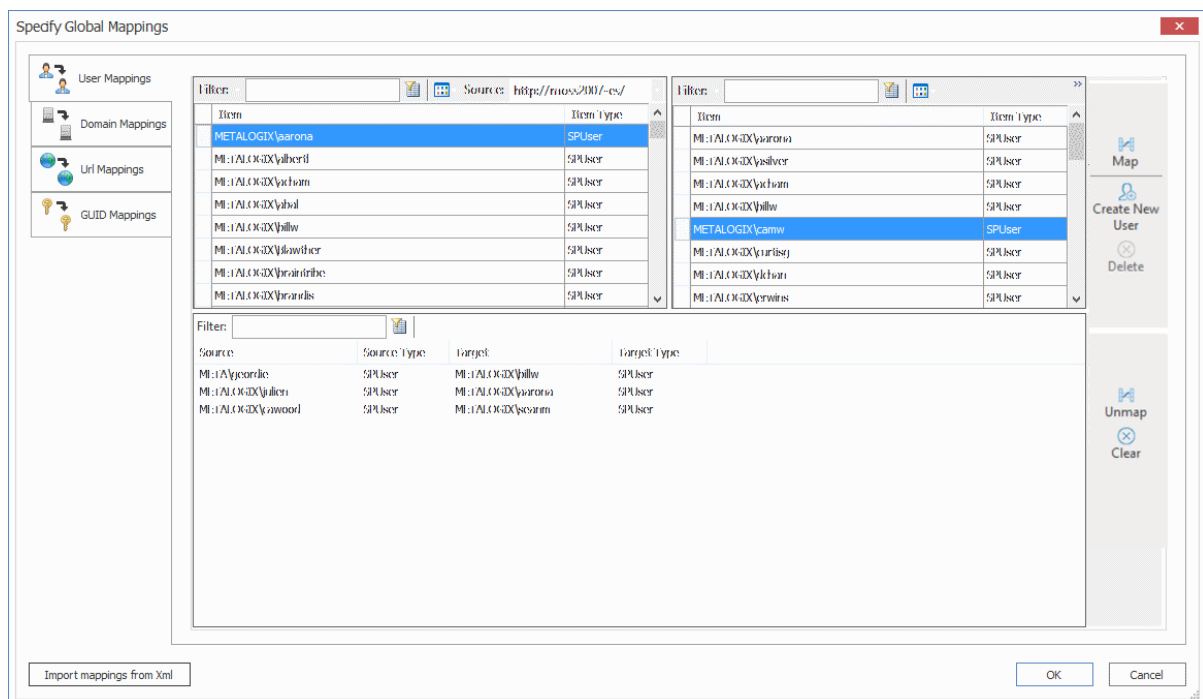 Specify Global Mappings
User Mappings
Domain Mappings
Url Mappings
GUID Mappings
Filter: Source: http://moss2007-es/
Item Item Type
METALOGIX\aarona SPUser
METALOGIX\albertl SPUser
METALOGIX\acham SPUser
METALOGIX\abal SPUser
METALOGIX\billw SPUser
METALOGIX\Blawther SPUser
METALOGIX\braintribe SPUser
METALOGIX\brandis SPUser
Filter: »
Item Item Type
METALOGIX\aarona SPUser
METALOGIX\asilver SPUser
METALOGIX\acham SPUser
METALOGIX\billw SPUser
METALOGIX\camw SPUser
METALOGIX\curtisg SPUser
METALOGIX\dchan SPUser
METALOGIX\erwins SPUser
Map
Create New
User
Delete
Filter:
Source Source Type Target Target Type
META\geordie SPUser METALOGIX\billw SPUser
METALOGIX\julien SPUser METALOGIX\aarona SPUser
METALOGIX\cawood SPUser METALOGIX\seanm SPUser
Unmap
Clear
Import mappings from Xml
OK Cancel